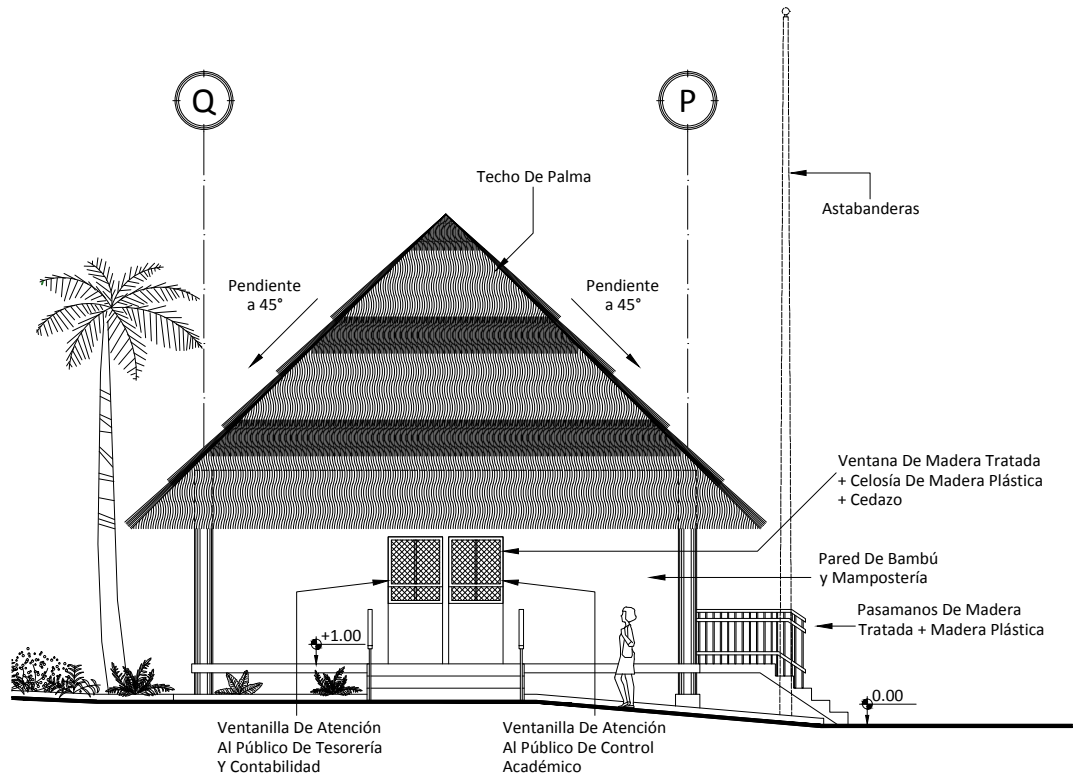 Q
P
Techo De Palma
Astabanderas
Pendiente
a 45°
Pendiente
a 45°
Ventana De Madera Tratada
+ Celosía De Madera Plástica
+ Cedazo
Pared De Bambú
y Mampostería
Pasamanos De Madera
Tratada + Madera Plástica
+1.00
0.00
Ventanilla De Atención
Al Público De Tesorería
Y Contabilidad
Ventanilla De Atención
Al Público De Control
Académico